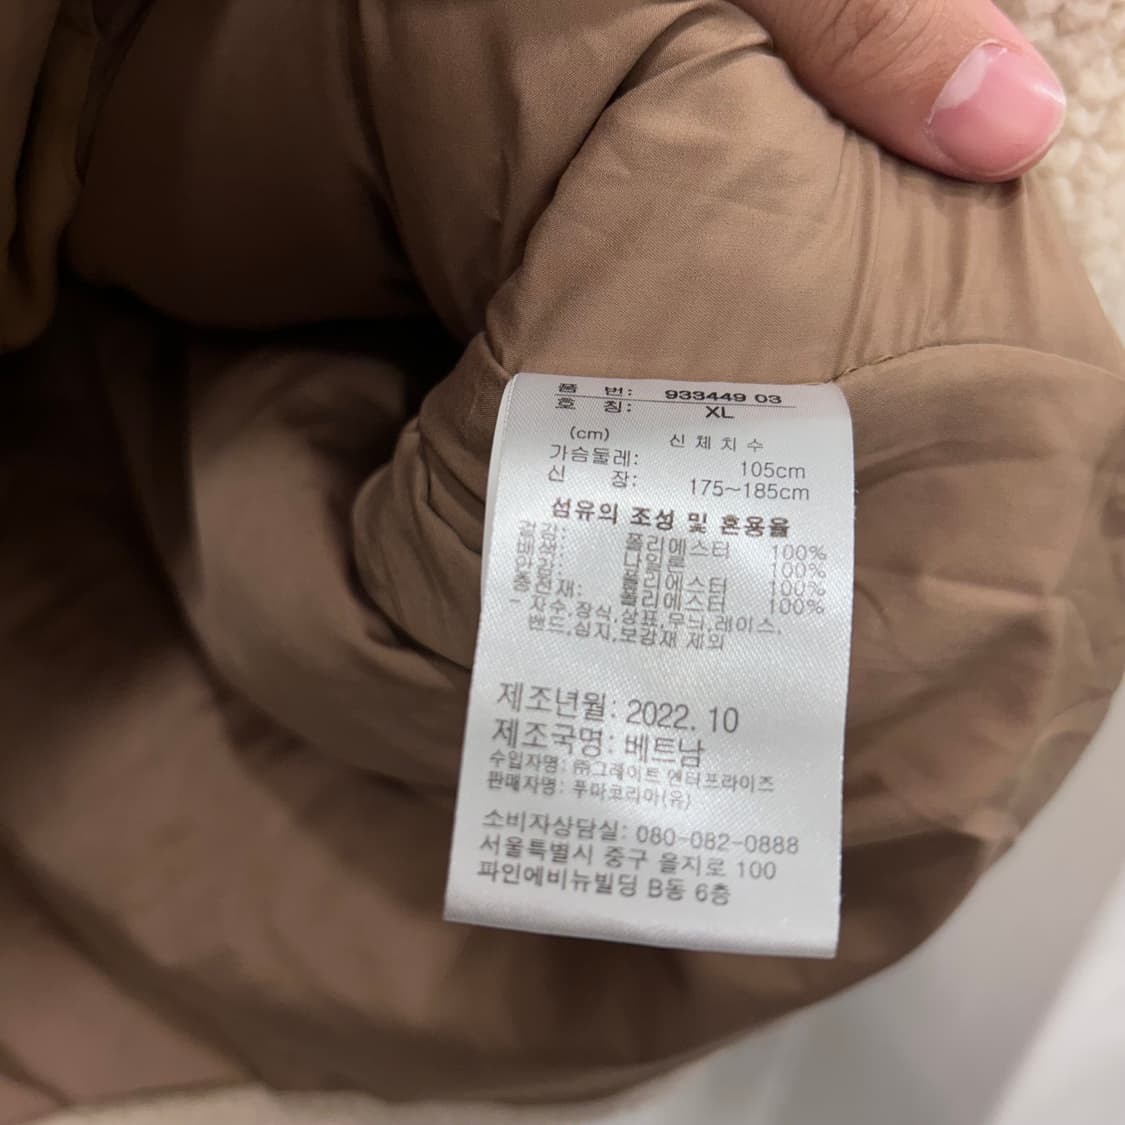 품 번: 933449 03
호 칭: XL
(cm) 신 체 치 수
가슴둘레: 105cm
신 장: 175~185cm
섬유의 조성 및 혼용율
겉감: 폴리에스터 100%
배색: 나일론 100%
안감: 폴리에스터 100%
충전재: 폴리에스터 100%
- 자수,장식,상표,무늬,레이스,
밴드,심지,보강재 제외
제조년월: 2022. 10
제조국명: 베트남
수입자명: ㈜그레이트 엔터프라이즈
판매자명: 푸마코리아(유)
소비자상담실: 080-082-0888
서울특별시 중구 을지로 100
파인에비뉴빌딩 B동 6층